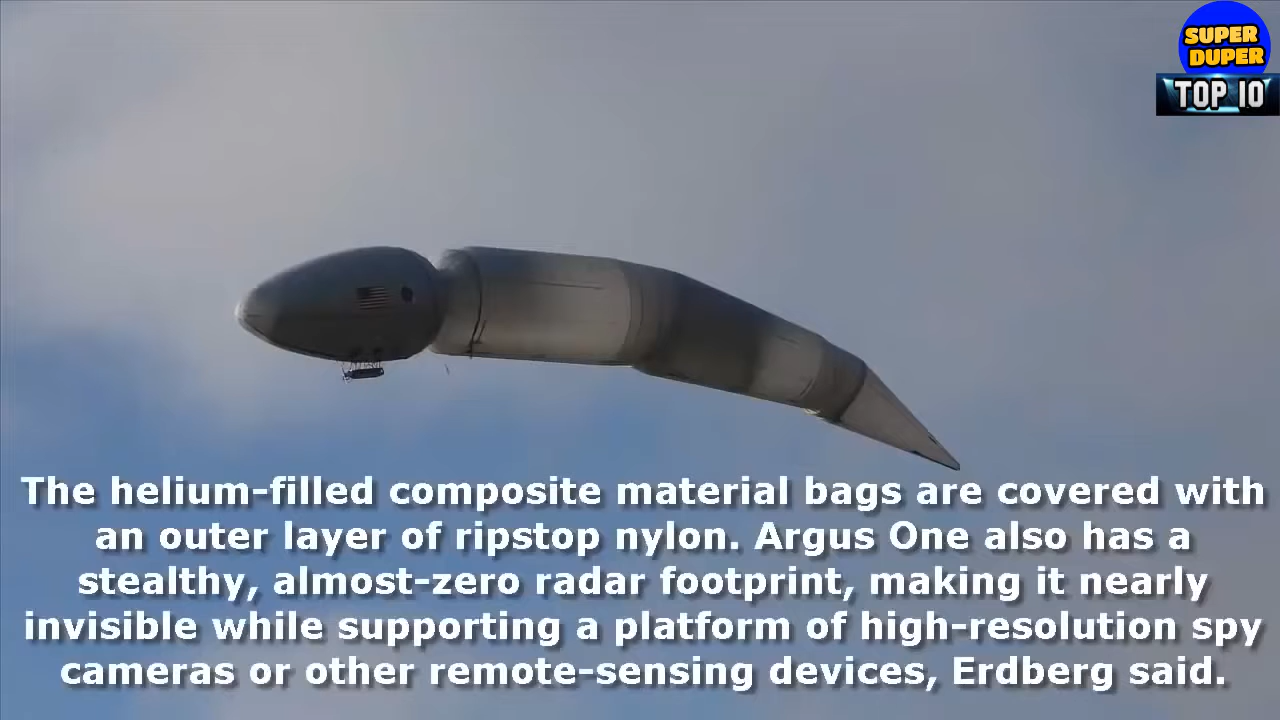 SUPER
DUPER
TOP 10
The helium-filled composite material bags are covered with
an outer layer of ripstop nylon. Argus One also has a
stealthy, almost-zero radar footprint, making it nearly
invisible while supporting a platform of high-resolution spy
cameras or other remote-sensing devices, Erdberg said.